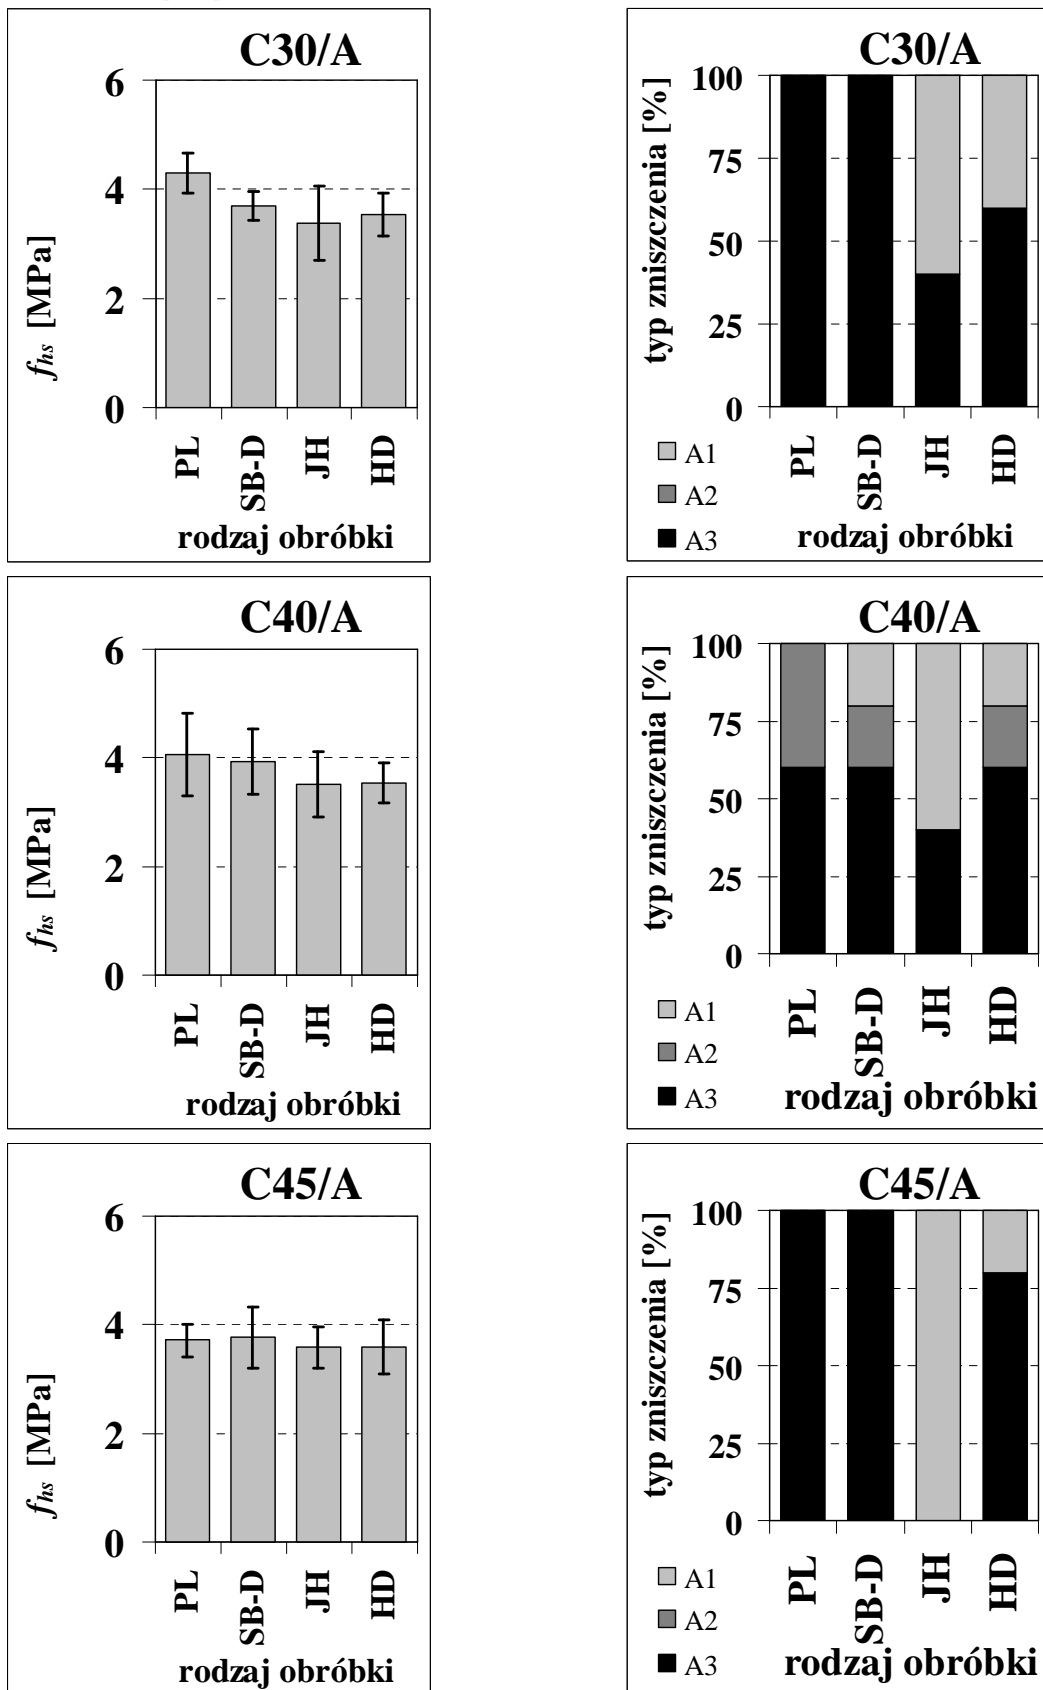 C30/A
6
4
2
0
f_hs [MPa]
PL
SB-D
JH
HD
rodzaj obróbki
C30/A
100
75
50
25
0
typ zniszczenia [%]
PL
SB-D
JH
HD
A1
A2
A3
rodzaj obróbki
C40/A
6
4
2
0
f_hs [MPa]
PL
SB-D
JH
HD
rodzaj obróbki
C40/A
100
75
50
25
0
typ zniszczenia [%]
PL
SB-D
JH
HD
A1
A2
A3
rodzaj obróbki
C45/A
6
4
2
0
f_hs [MPa]
PL
SB-D
JH
HD
rodzaj obróbki
C45/A
100
75
50
25
0
typ zniszczenia [%]
PL
SB-D
JH
HD
A1
A2
A3
rodzaj obróbki